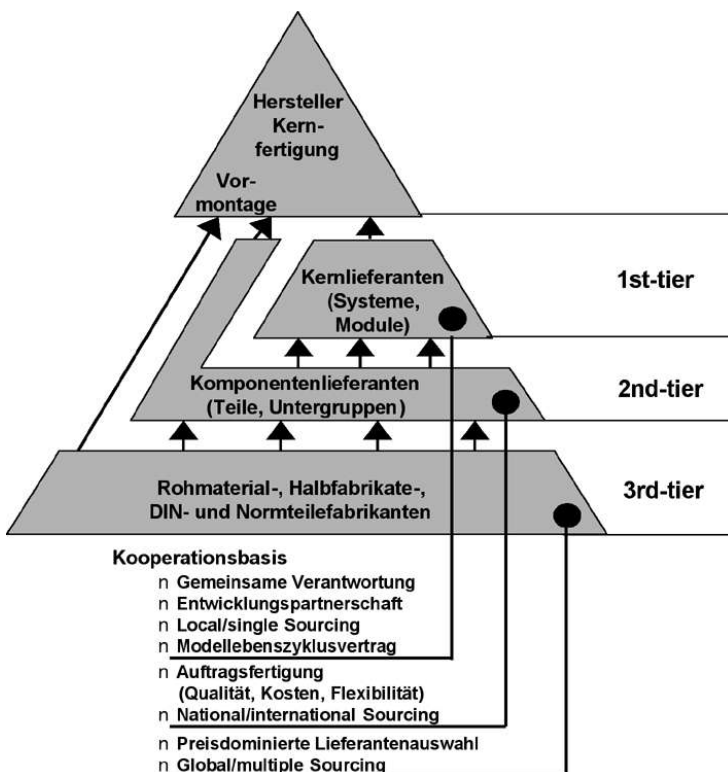 Hersteller
Kern-
fertigung
Vor-
montage
Kernlieferanten
(Systeme,
Module)
1st-tier
Komponentenlieferanten
(Teile, Untergruppen)
2nd-tier
Rohmaterial-, Halbfabrikate-,
DIN- und Normteilefabrikanten
3rd-tier
Kooperationsbasis
n Gemeinsame Verantwortung
n Entwicklungspartnerschaft
n Local/single Sourcing
n Modellebenszyklusvertrag
n Auftragsfertigung
(Qualität, Kosten, Flexibilität)
n National/international Sourcing
n Preisdominierte Lieferantenauswahl
n Global/multiple Sourcing